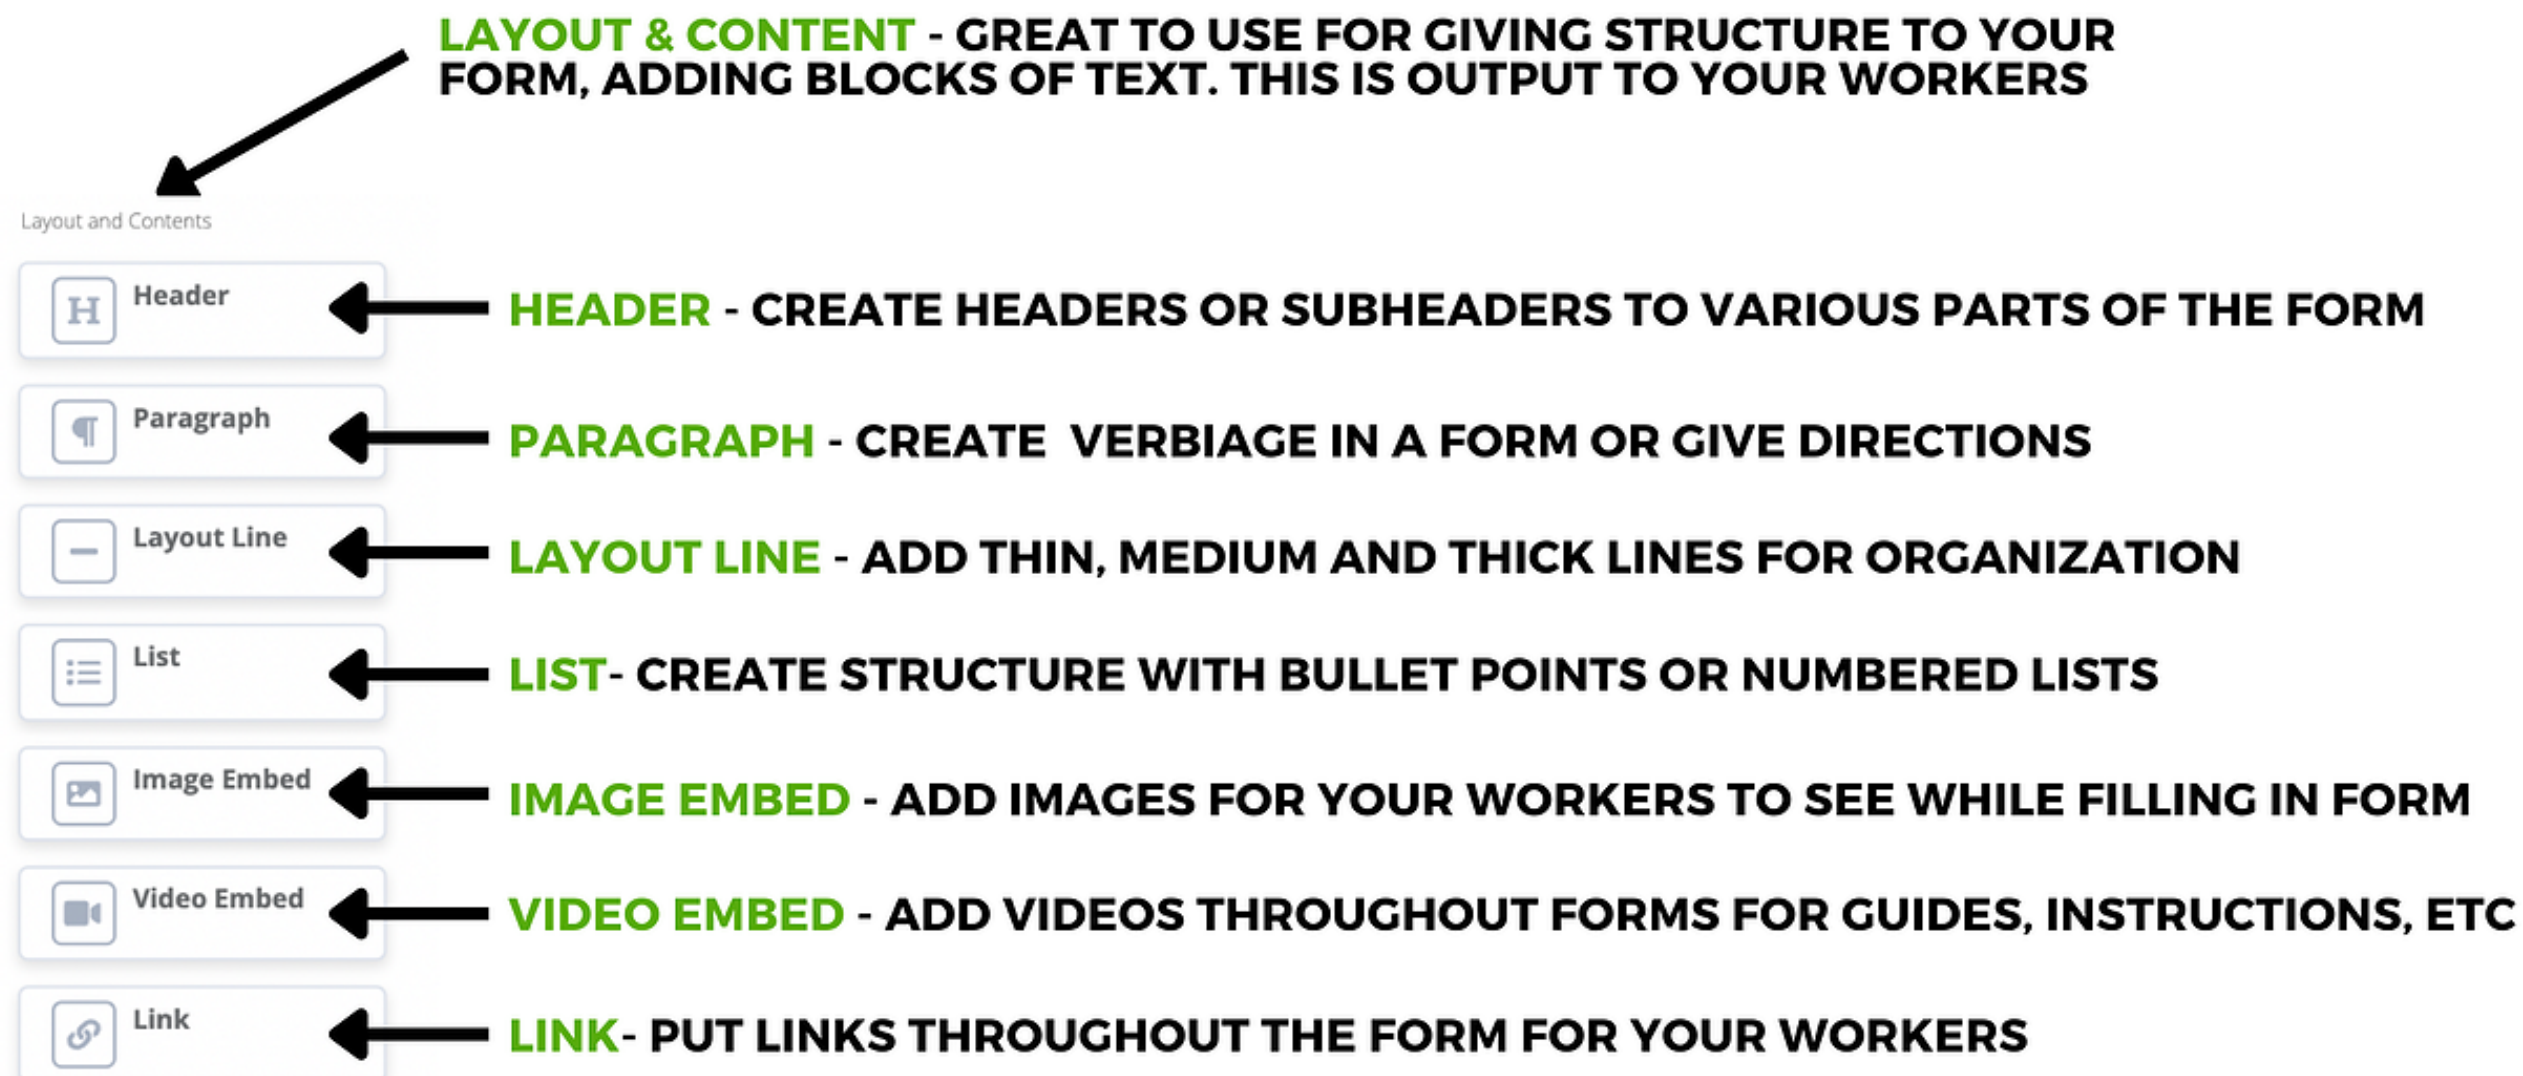 LAYOUT & CONTENT - GREAT TO USE FOR GIVING STRUCTURE TO YOUR
FORM, ADDING BLOCKS OF TEXT. THIS IS OUTPUT TO YOUR WORKERS
Layout and Contents
Header
HEADER - CREATE HEADERS OR SUBHEADERS TO VARIOUS PARTS OF THE FORM
Paragraph
PARAGRAPH - CREATE  VERBIAGE IN A FORM OR GIVE DIRECTIONS
Layout Line
LAYOUT LINE - ADD THIN, MEDIUM AND THICK LINES FOR ORGANIZATION
List
LIST- CREATE STRUCTURE WITH BULLET POINTS OR NUMBERED LISTS
Image Embed
IMAGE EMBED - ADD IMAGES FOR YOUR WORKERS TO SEE WHILE FILLING IN FORM
Video Embed
VIDEO EMBED - ADD VIDEOS THROUGHOUT FORMS FOR GUIDES, INSTRUCTIONS, ETC
Link
LINK- PUT LINKS THROUGHOUT THE FORM FOR YOUR WORKERS